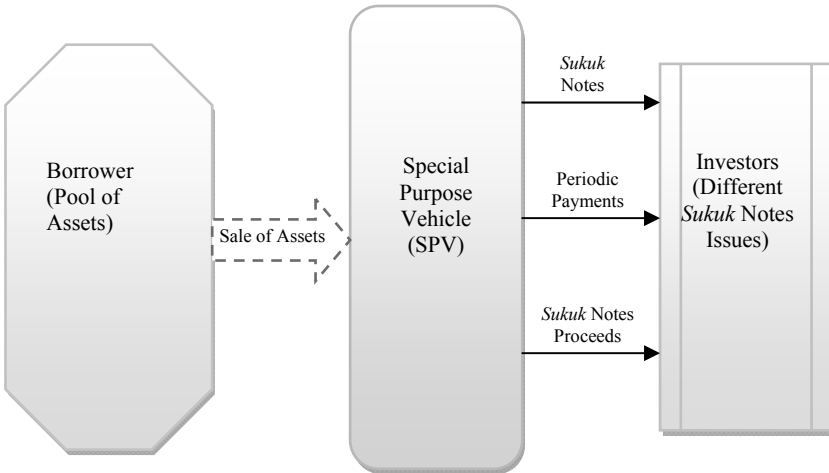 Borrower
(Pool of
Assets)
Sale of Assets
Special
Purpose
Vehicle
(SPV)
Sukuk
Notes
Periodic
Payments
Sukuk Notes
Proceeds
Investors
(Different
Sukuk Notes
Issues)